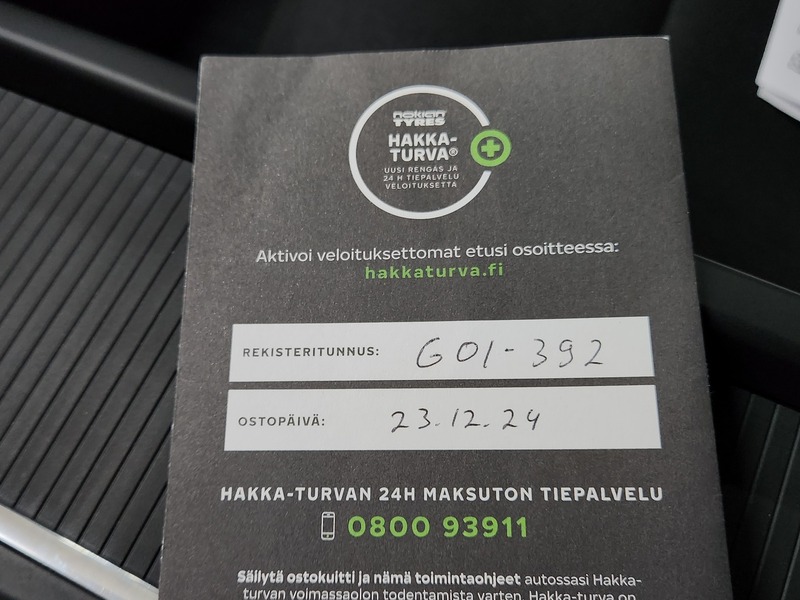 nokian
TYRES
HAKKA-
TURVA®
UUSI RENGAS JA
24 H TIEPALVELU
VELOITUKSETTA
Aktivoi veloituksettomat etusi osoitteessa:
hakkaturva.fi
REKISTERITUNNUS: GOI-392
OSTOPÄIVÄ: 23.12.24
HAKKA-TURVAN 24H MAKSUTON TIEPALVELU
0800 93911
Säilytä ostokuitti ja nämä toimintaohjeet autossasi Hakka-
turvan voimassaolon todentamista varten. Hakka-turva on